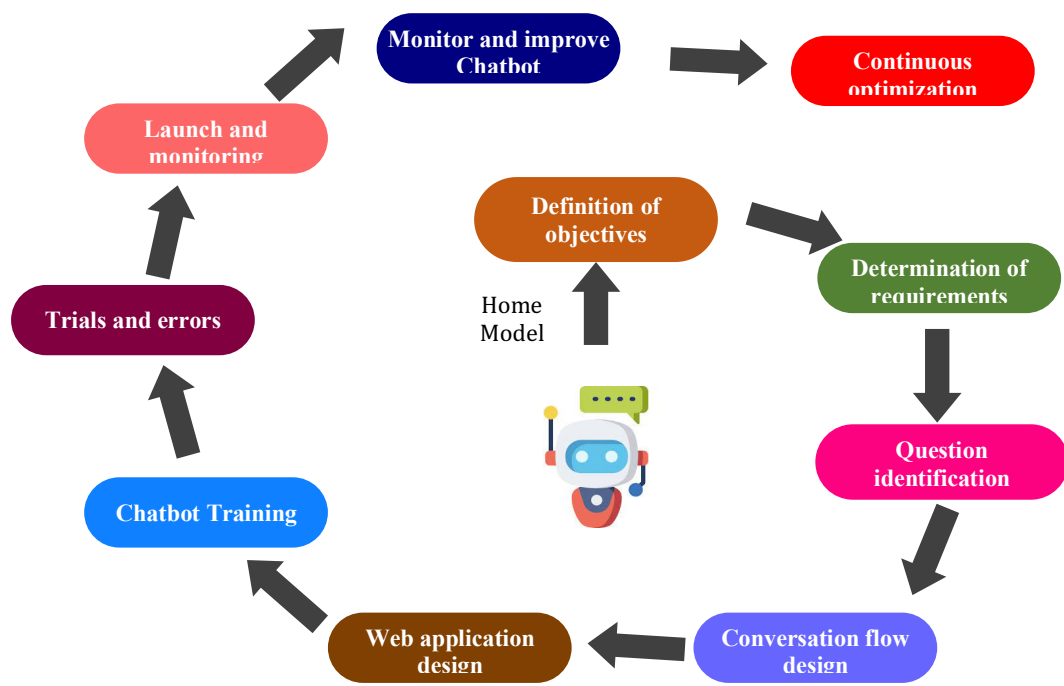 Monitor and improve
Chatbot
Continuous
optimization
Launch and
monitoring
Definition of
objectives
Determination of
requirements
Home
Model
Trials and errors
Question
identification
Chatbot Training
Web application
design
Conversation flow
design